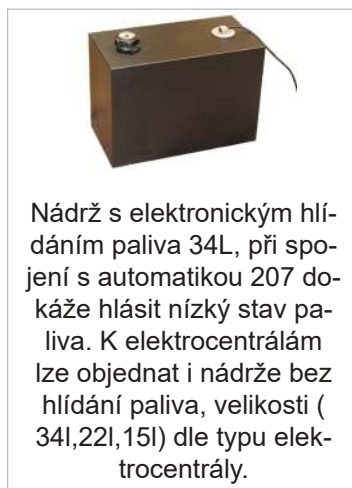 Nádrž s elektronickým hlí-
dáním paliva 34L, při spo-
jení s automatikou 207 do-
káže hlásit nízký stav pa-
liva. K elektrocentrálám
lze objednat i nádrže bez
hlídání paliva, velikosti (
34l,22l,15l) dle typu elek-
trocentrály.